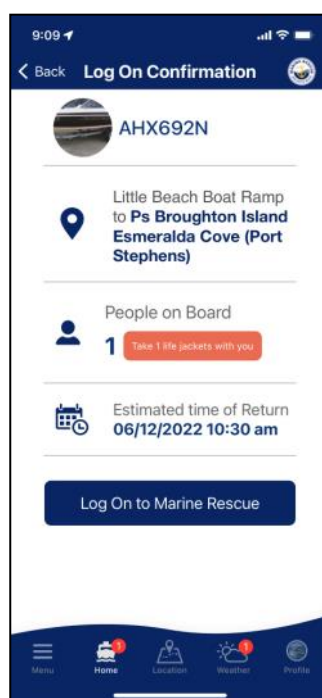 9:09
Back Log On Confirmation
AHX692N
Little Beach Boat Ramp
to Ps Broughton Island
Esmeralda Cove (Port
Stephens)
People on Board
1 Take 1 life jackets with you
Estimated time of Return
06/12/2022 10:30 am
Log On to Marine Rescue
1 1
Menu Home Location Weather Profile